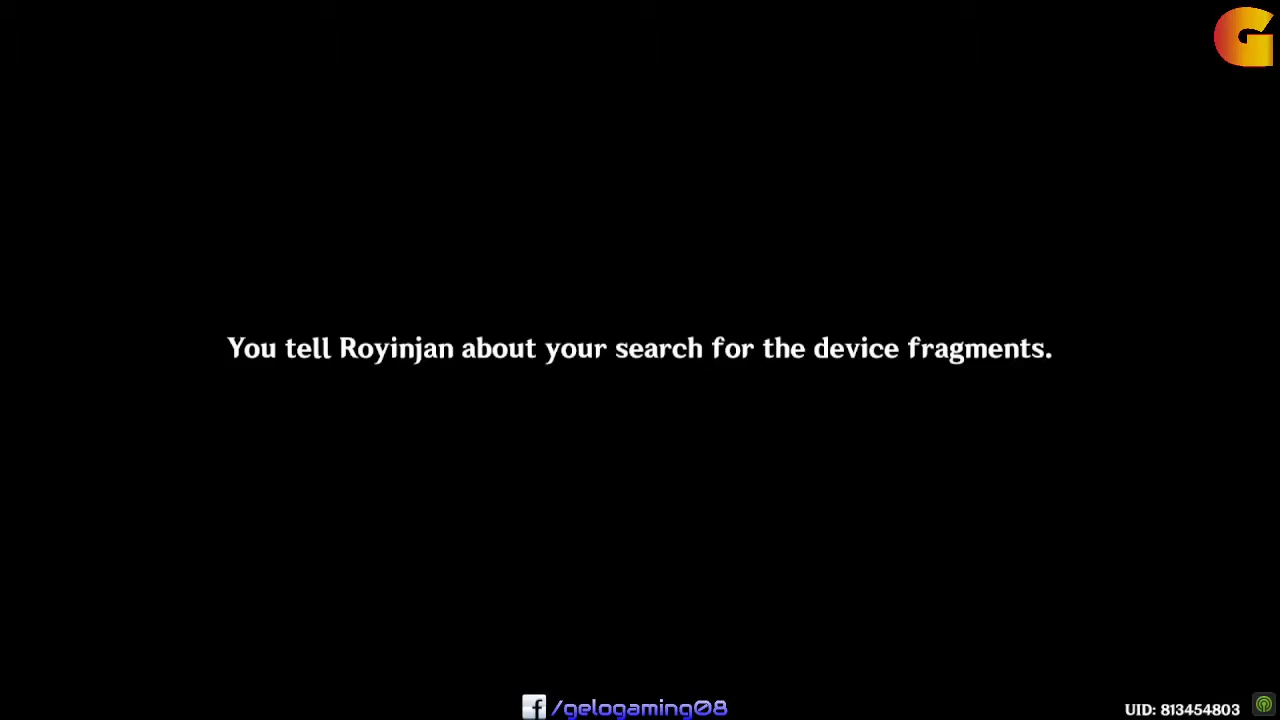 G
You tell Royinjan about your search for the device fragments.
f /gelogaming08
UID: 813454803